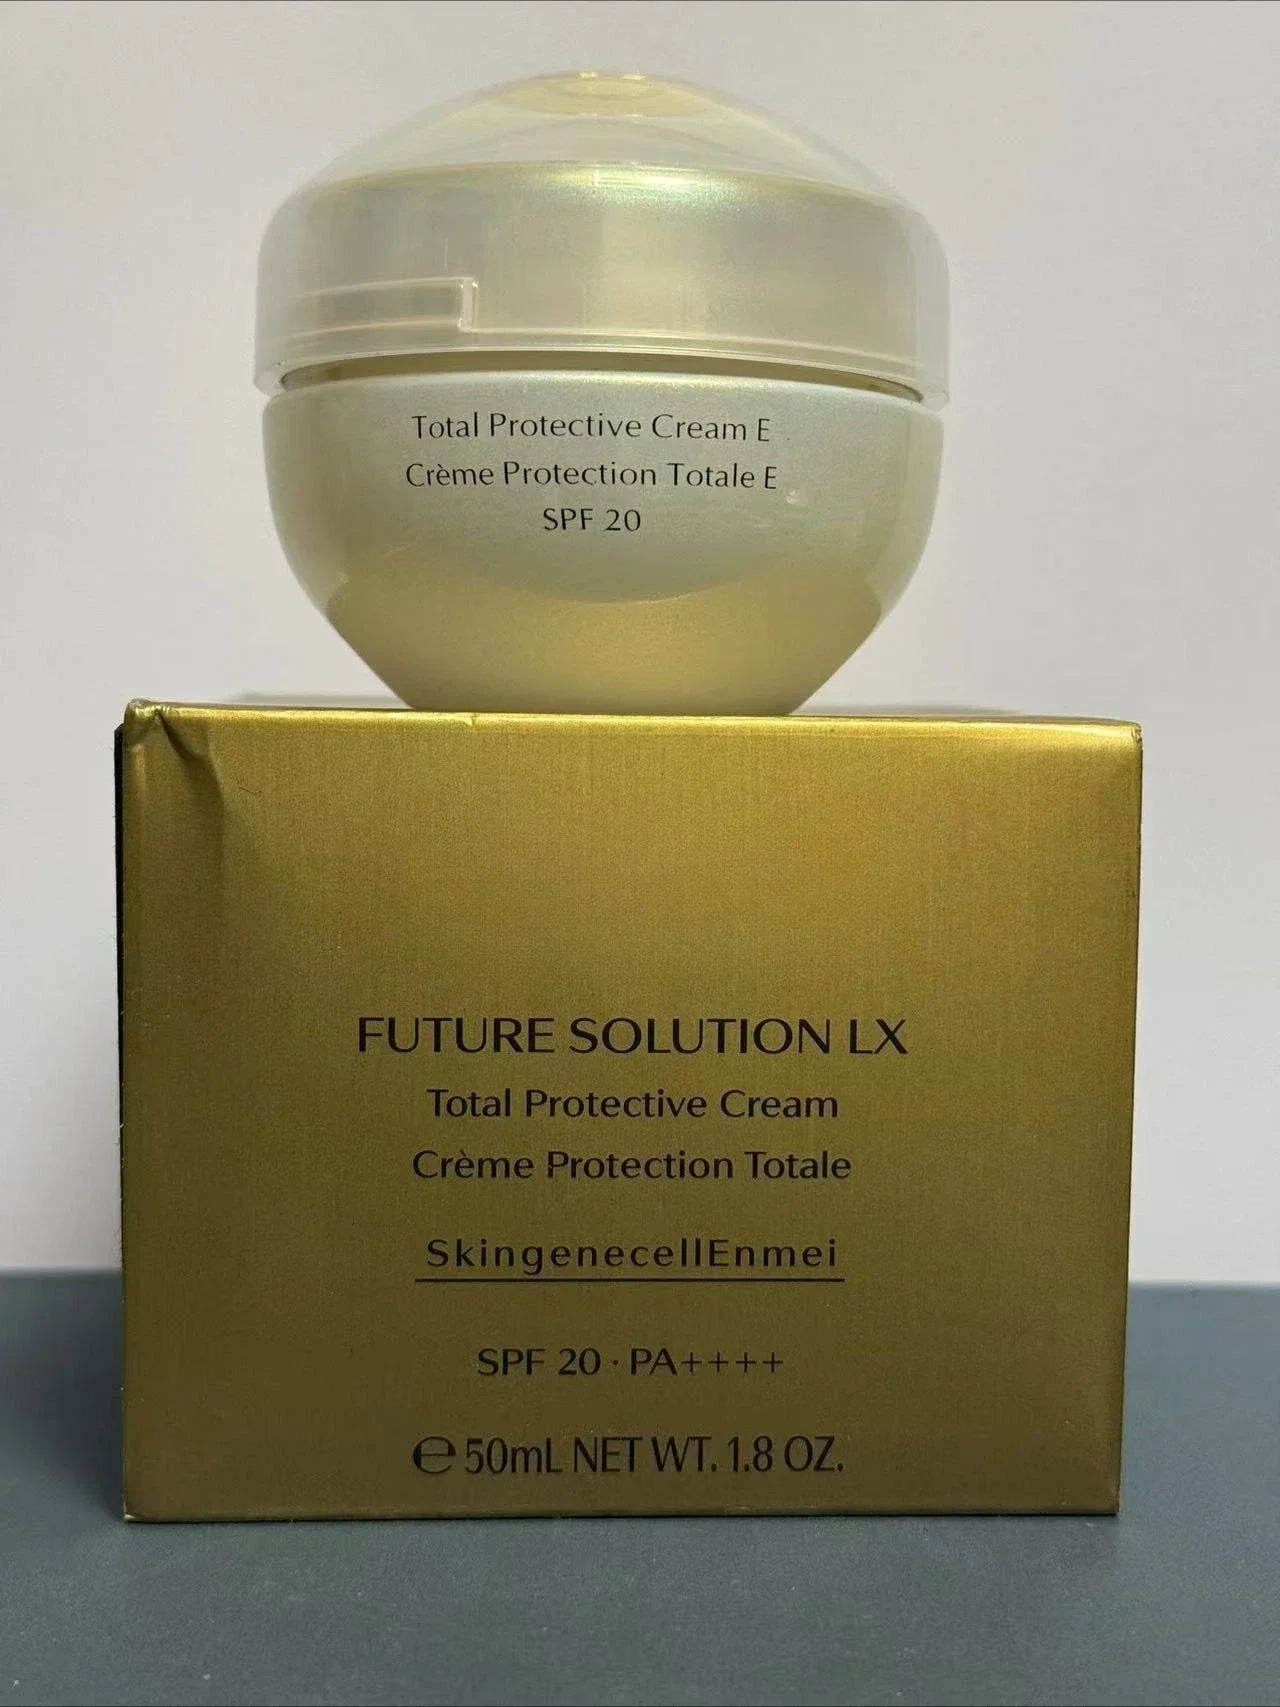 Total Protective Cream E
Crème Protection Totale E
SPF 20
FUTURE SOLUTION LX
Total Protective Cream
Crème Protection Totale
SkingenecellEnmei
SPF 20 · PA++++
℮ 50mL NET WT. 1.8 OZ.